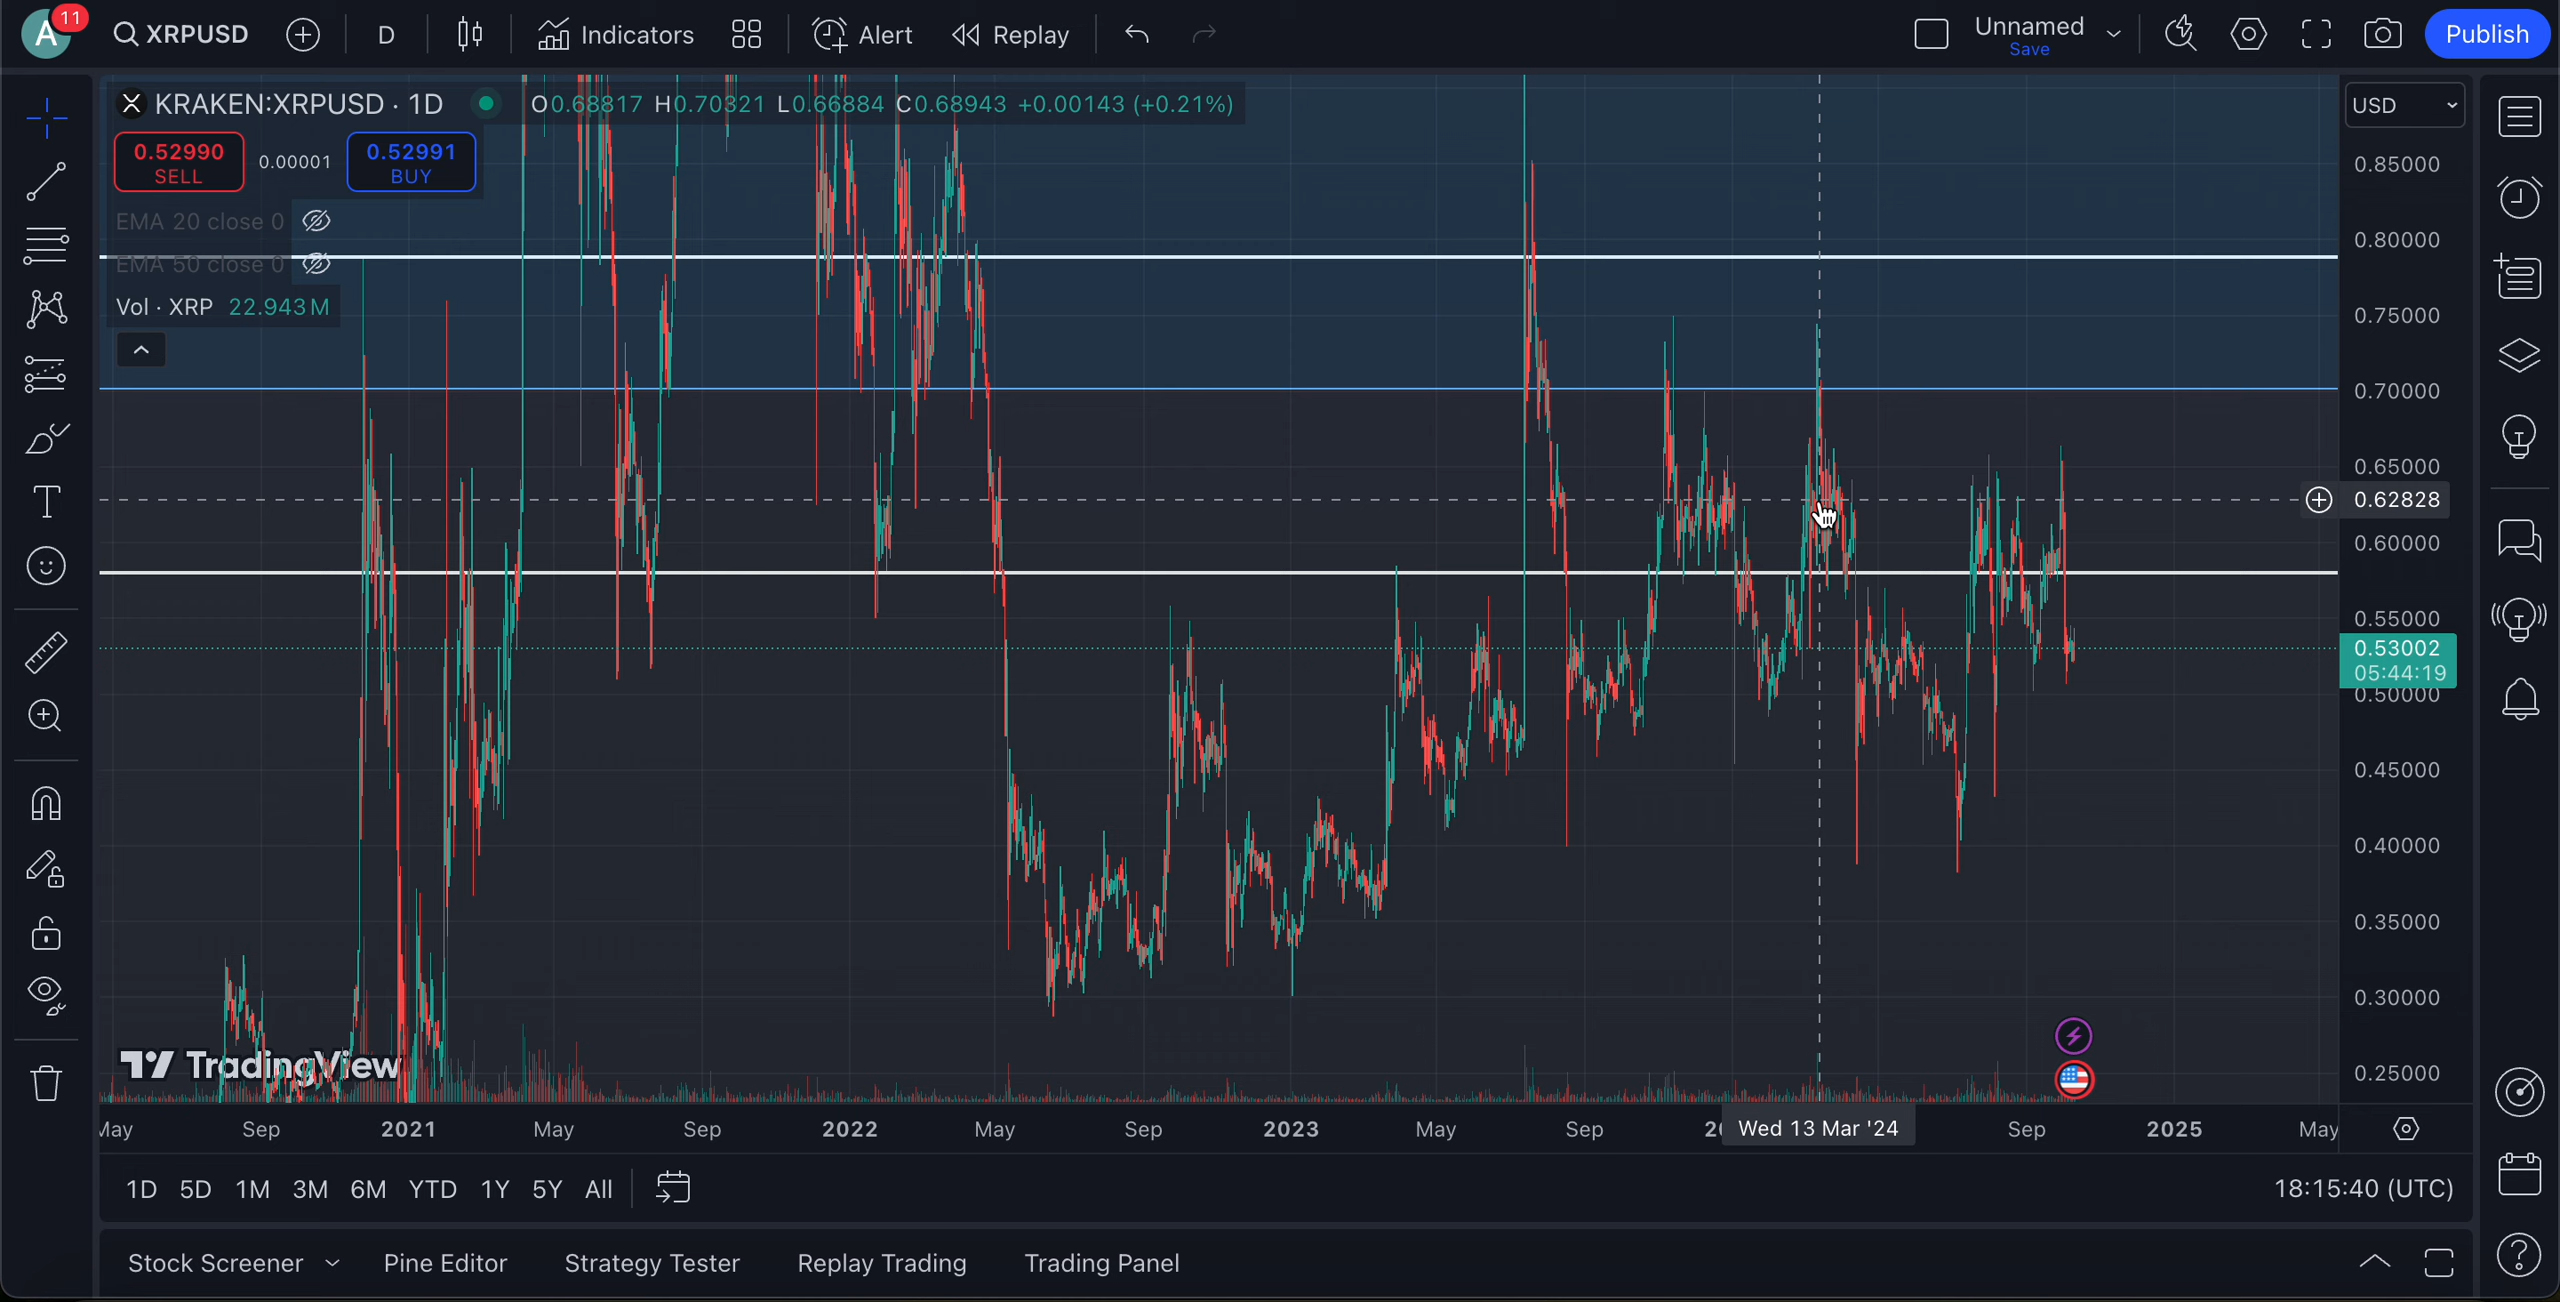 A 11 XRPUSD D Indicators Alert Replay Unnamed Save Publish
KRAKEN:XRPUSD · 1D O0.68817 H0.70321 L0.66884 C0.68943 +0.00143 (+0.21%)
USD
0.52990 SELL 0.00001 0.52991 BUY
EMA 20 close 0
EMA 50 close 0
Vol · XRP 22.943 M
0.85000
0.80000
0.75000
0.70000
0.65000
0.62828
0.60000
0.55000
0.53002
05:44:19
0.50000
0.45000
0.40000
0.35000
0.30000
0.25000
TradingView
May Sep 2021 May Sep 2022 May Sep 2023 May Sep 20 Wed 13 Mar '24 Sep 2025 May
1D 5D 1M 3M 6M YTD 1Y 5Y All 18:15:40 (UTC)
Stock Screener Pine Editor Strategy Tester Replay Trading Trading Panel